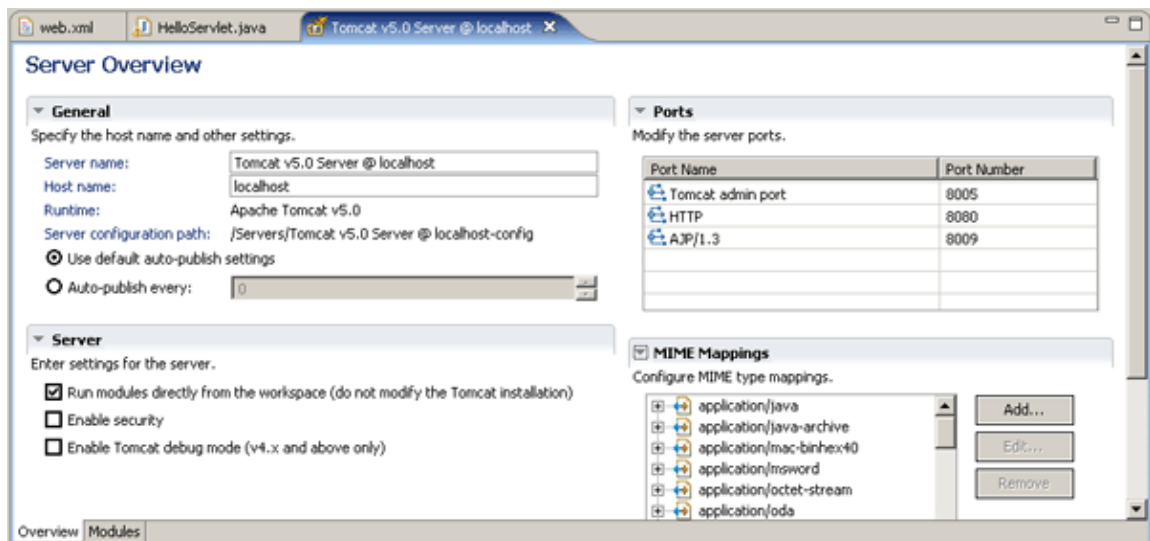 web.xml
HelloServlet.java
Tomcat v5.0 Server @ localhost
Server Overview
General
Specify the host name and other settings.
Server name: Tomcat v5.0 Server @ localhost
Host name: localhost
Runtime: Apache Tomcat v5.0
Server configuration path: /Servers/Tomcat v5.0 Server @ localhost-config
Use default auto-publish settings
Auto-publish every: 0
Server
Enter settings for the server.
Run modules directly from the workspace (do not modify the Tomcat installation)
Enable security
Enable Tomcat debug mode (v4.x and above only)
Ports
Modify the server ports.
Port Name Port Number
Tomcat admin port 8005
HTTP 8080
AJP/1.3 8009
MIME Mappings
Configure MIME type mappings.
application/java
application/java-archive
application/mac-binhex40
application/msword
application/octet-stream
application/oda
Add...
Edit...
Remove
Overview
Modules